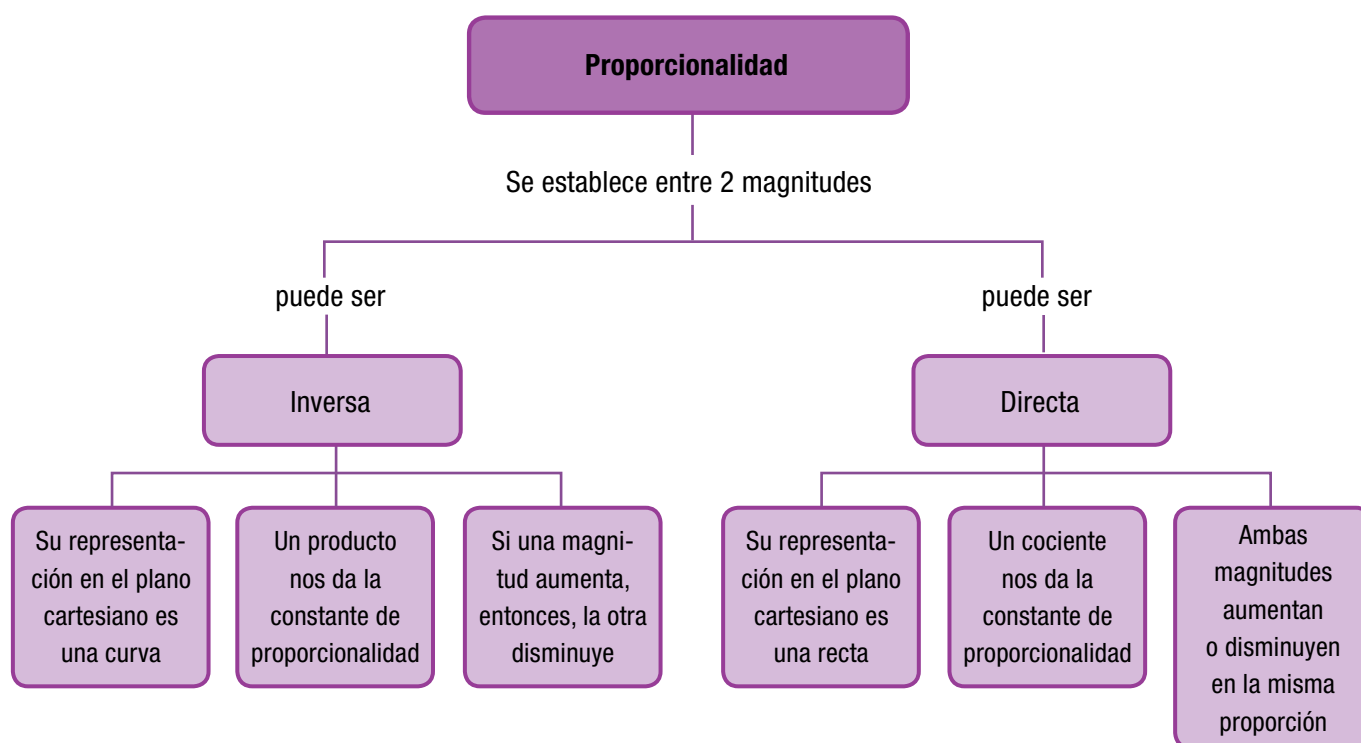 Proporcionalidad
Se establece entre 2 magnitudes
puede ser
puede ser
Inversa
Directa
Su representa-
ción en el plano
cartesiano es
una curva
Un producto
nos da la
constante de
proporcionalidad
Si una magni-
tud aumenta,
entonces, la otra
disminuye
Su representa-
ción en el plano
cartesiano es
una recta
Un cociente
nos da la
constante de
proporcionalidad
Ambas
magnitudes
aumentan
o disminuyen
en la misma
proporción